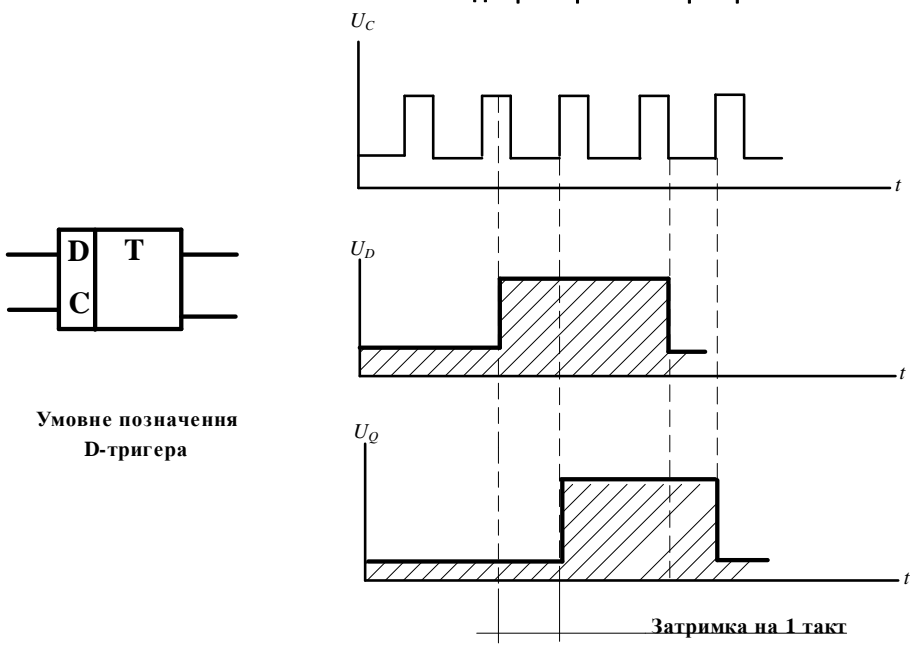 U_C
t
D T
C
U_D
t
Умовне позначення
D-тригера
U_Q
t
Затримка на 1 такт